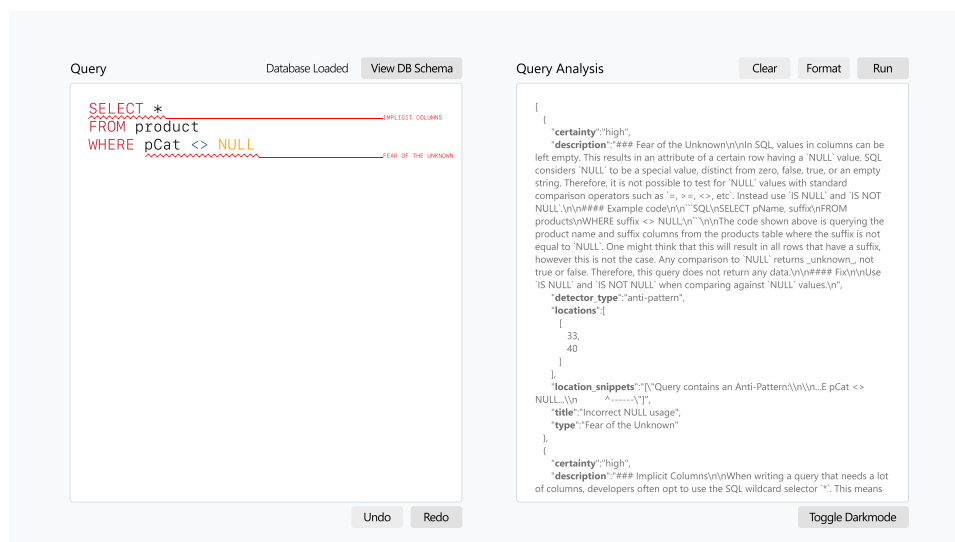 Query
Database Loaded
View DB Schema
SELECT *
IMPLICIT COLUMNS
FROM product
WHERE pCat <> NULL
FEAR OF THE UNKNOWN
Undo
Redo
Query Analysis
Clear
Format
Run
[
{
"certainty":"high",
"description":"### Fear of the Unknown\n\nIn SQL, values in columns can be
left empty. This results in an attribute of a certain row having a `NULL` value. SQL
considers `NULL` to be a special value, distinct from zero, false, true, or an empty
string. Therefore, it is not possible to test for `NULL` values with standard
comparison operators such as `=, >=, <>, etc`. Instead use `IS NULL` and `IS NOT
NULL`.\n\n#### Example code\n\n```SQL\nSELECT pName, suffix\nFROM
products\nWHERE suffix <> NULL;\n```\n\nThe code shown above is querying the
product name and suffix columns from the products table where the suffix is not
equal to `NULL`. One might think that this will result in all rows that have a suffix,
however this is not the case. Any comparison to `NULL` returns _unknown_, not
true or false. Therefore, this query does not return any data.\n\n#### Fix\n\nUse
`IS NULL` and `IS NOT NULL` when comparing against `NULL` values.\n",
"detector_type":"anti-pattern",
"locations":[
[
33,
40
]
],
"location_snippets":"[\"Query contains an Anti-Pattern:\\n\\n...E pCat <>
NULL...\\n ^------\"]",
"title":"Incorrect NULL usage",
"type":"Fear of the Unknown"
},
{
"certainty":"high",
"description":"### Implicit Columns\n\nWhen writing a query that needs a lot
of columns, developers often opt to use the SQL wildcard selector `*`. This means
Toggle Darkmode